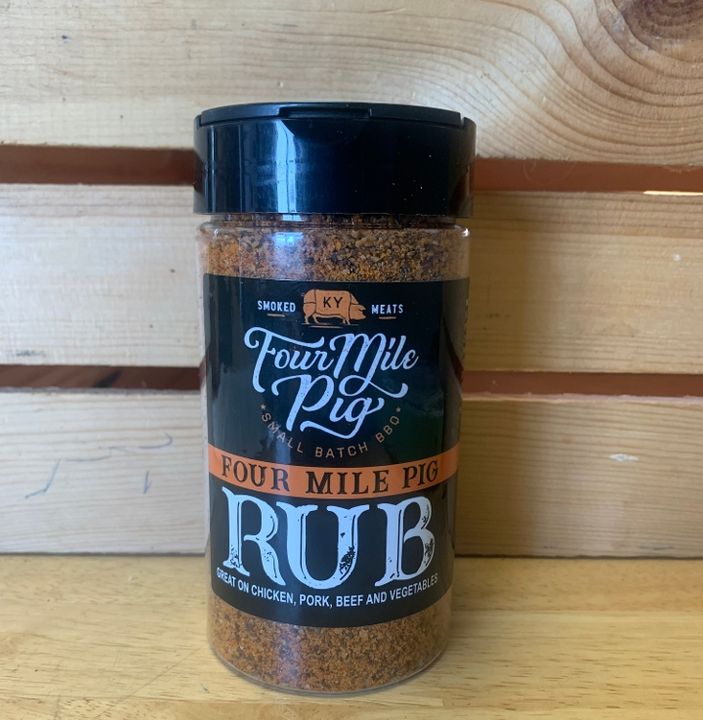 SMOKED KY MEATS
Four Mile
Pig
SMALL BATCH BBQ
FOUR MILE PIG
RUB
GREAT ON CHICKEN, PORK, BEEF AND VEGETABLES